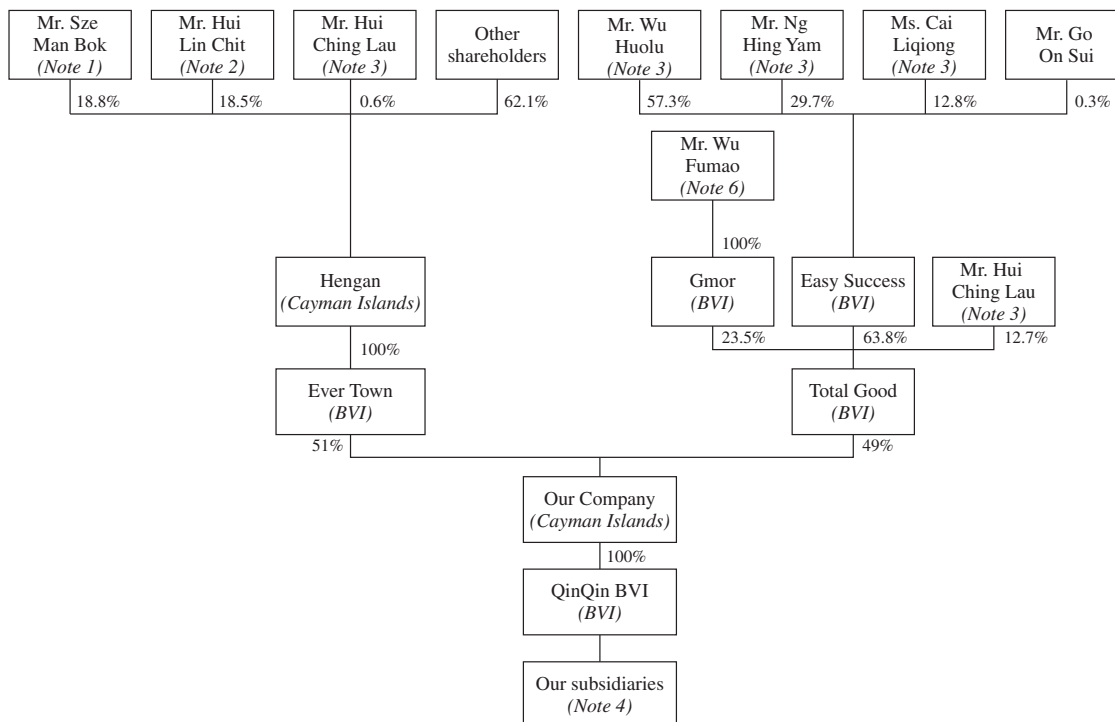 Mr. Sze
Man Bok
(Note 1)
Mr. Hui
Lin Chit
(Note 2)
Mr. Hui
Ching Lau
(Note 3)
Other
shareholders
Mr. Wu
Huolu
(Note 3)
Mr. Ng
Hing Yam
(Note 3)
Ms. Cai
Liqiong
(Note 3)
Mr. Go
On Sui
18.8%
18.5%
0.6%
62.1%
57.3%
29.7%
12.8%
0.3%
Mr. Wu
Fumao
(Note 6)
100%
Hengan
(Cayman Islands)
Gmor
(BVI)
Easy Success
(BVI)
Mr. Hui
Ching Lau
(Note 3)
100%
23.5%
63.8%
12.7%
Ever Town
(BVI)
Total Good
(BVI)
51%
49%
Our Company
(Cayman Islands)
100%
QinQin BVI
(BVI)
Our subsidiaries
(Note 4)